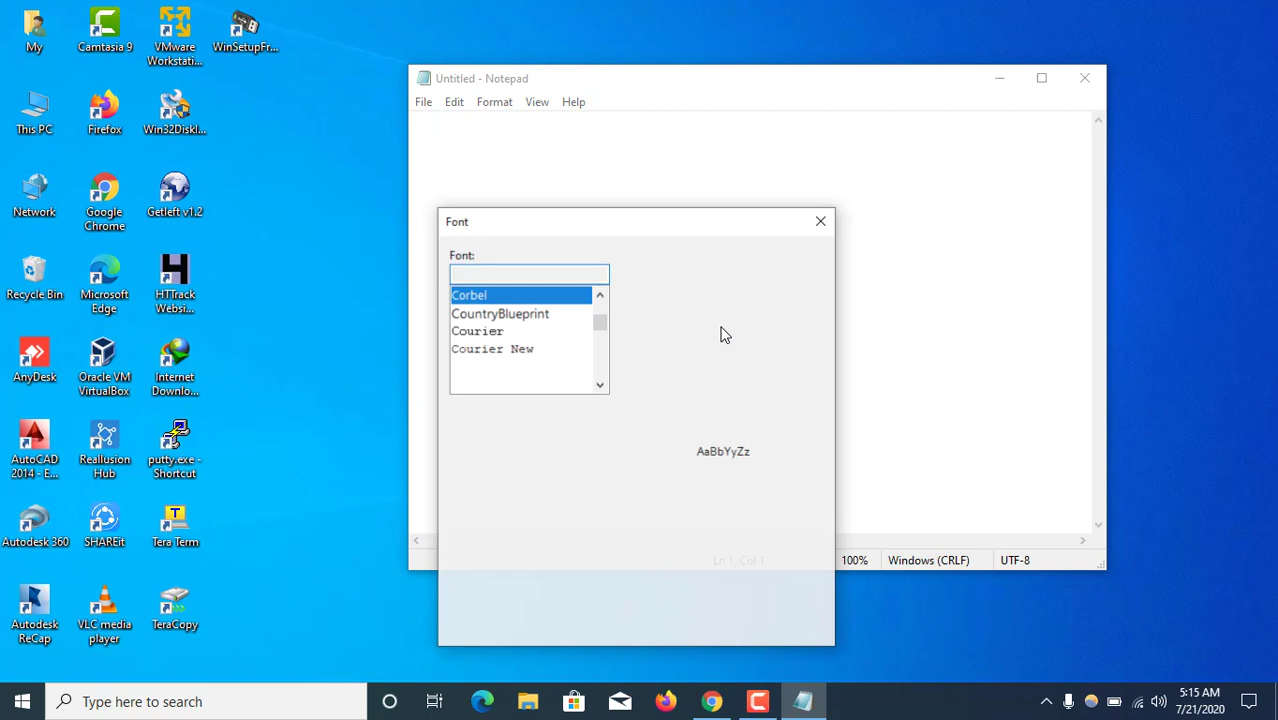 My
Camtasia 9
VMware
Workstati...
WinSetupFr...
This PC
Firefox
Win32DiskI...
Network
Google
Chrome
Getleft v1.2
Recycle Bin
Microsoft
Edge
HTTrack
Websi...
AnyDesk
Oracle VM
VirtualBox
Internet
Downlo...
AutoCAD
2014 - E...
Reallusion
Hub
putty.exe -
Shortcut
Autodesk 360
SHAREit
Tera Term
Autodesk
ReCap
VLC media
player
TeraCopy
Untitled - Notepad
File Edit Format View Help
Font
Font:
Corbel
CountryBlueprint
Courier
Courier New
AaBbYyZz
Ln 1, Col 1 100% Windows (CRLF) UTF-8
Type here to search
5:15 AM
7/21/2020